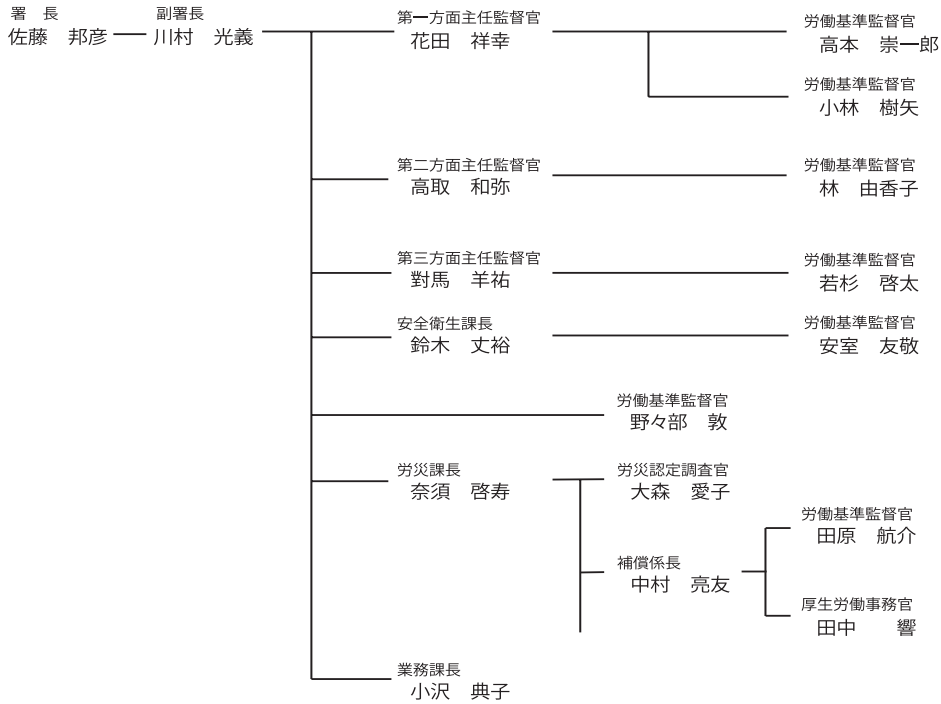 署　長
佐藤　邦彦
副署長
川村　光義
第一方面主任監督官
花田　祥幸
労働基準監督官
高本　崇一郎
労働基準監督官
小林　樹矢
第二方面主任監督官
高取　和弥
労働基準監督官
林　由香子
第三方面主任監督官
對馬　羊祐
労働基準監督官
若杉　啓太
安全衛生課長
鈴木　丈裕
労働基準監督官
安室　友敬
労働基準監督官
野々部　敦
労災課長
奈須　啓寿
労災認定調査官
大森　愛子
労働基準監督官
田原　航介
補償係長
中村　亮友
厚生労働事務官
田中　　響
業務課長
小沢　典子